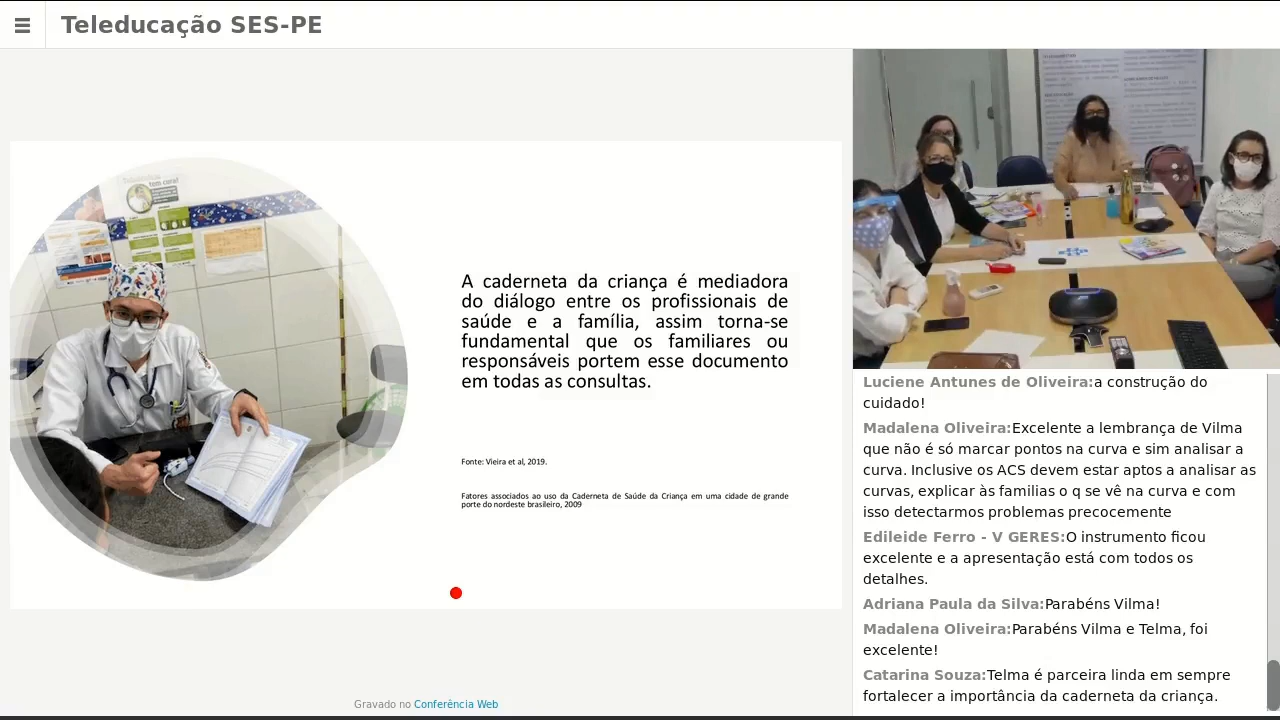 Teleducação SES-PE
tem cura!
A caderneta da criança é mediadora
do diálogo entre os profissionais de
saúde e a família, assim torna-se
fundamental que os familiares ou
responsáveis portem esse documento
em todas as consultas.
Fonte: Vieira et al, 2019.
Fatores associados ao uso da Caderneta de Saúde da Criança em uma cidade de grande
porte do nordeste brasileiro, 2009
Gravado no Conferência Web
Luciene Antunes de Oliveira:a construção do
cuidado!
Madalena Oliveira:Excelente a lembrança de Vilma
que não é só marcar pontos na curva e sim analisar a
curva. Inclusive os ACS devem estar aptos a analisar as
curvas, explicar às familias o q se vê na curva e com
isso detectarmos problemas precocemente
Edileide Ferro - V GERES:O instrumento ficou
excelente e a apresentação está com todos os
detalhes.
Adriana Paula da Silva:Parabéns Vilma!
Madalena Oliveira:Parabéns Vilma e Telma, foi
excelente!
Catarina Souza:Telma é parceira linda em sempre
fortalecer a importância da caderneta da criança.